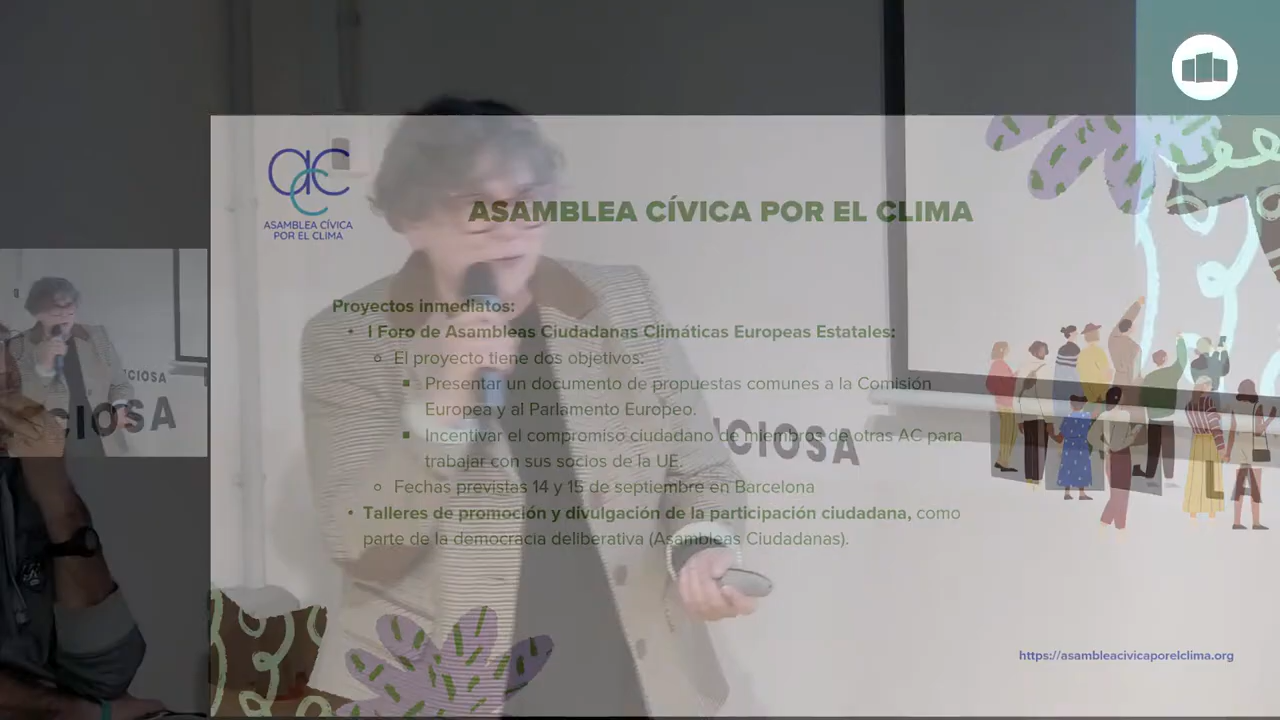 ASAMBLEA CÍVICA
POR EL CLIMA
ASAMBLEA CÍVICA POR EL CLIMA
Proyectos inmediatos:
• I Foro de Asambleas Ciudadanas Climáticas Europeas Estatales:
○ El proyecto tiene dos objetivos:
■ Presentar un documento de propuestas comunes a la Comisión
Europea y al Parlamento Europeo.
■ Incentivar el compromiso ciudadano de miembros de otras AC para
trabajar con sus socios de la UE.
○ Fechas previstas 14 y 15 de septiembre en Barcelona
• Talleres de promoción y divulgación de la participación ciudadana, como
parte de la democracia deliberativa (Asambleas Ciudadanas).
https://asambleacivicaporelclima.org
CIOSA
LA
ICIOSA
CIOSA